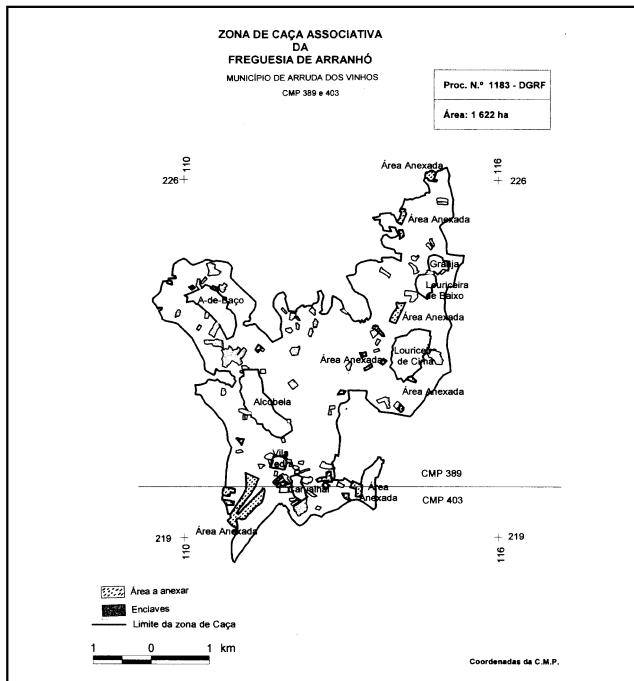 ZONA DE CAÇA ASSOCIATIVA
DA
FREGUESIA DE ARRANHÓ
MUNICÍPIO DE ARRUDA DOS VINHOS
CMP 389 e 403
Proc. N.º 1183 - DGRF
Área: 1 622 ha
110
116
226
226
Área Anexada
Área Anexada
Granja
Louriceira
de Baixo
A-de-Baço
Área Anexada
Área Anexada
Louriceira
de Cima
Área Anexada
Alcobela
Vila
Vedra
CMP 389
Carvalhal
Área
Anexada
CMP 403
Área Anexada
219
219
110
116
Área a anexar
Enclaves
Limite da zona de Caça
1 0 1 km
Coordenadas da C.M.P.